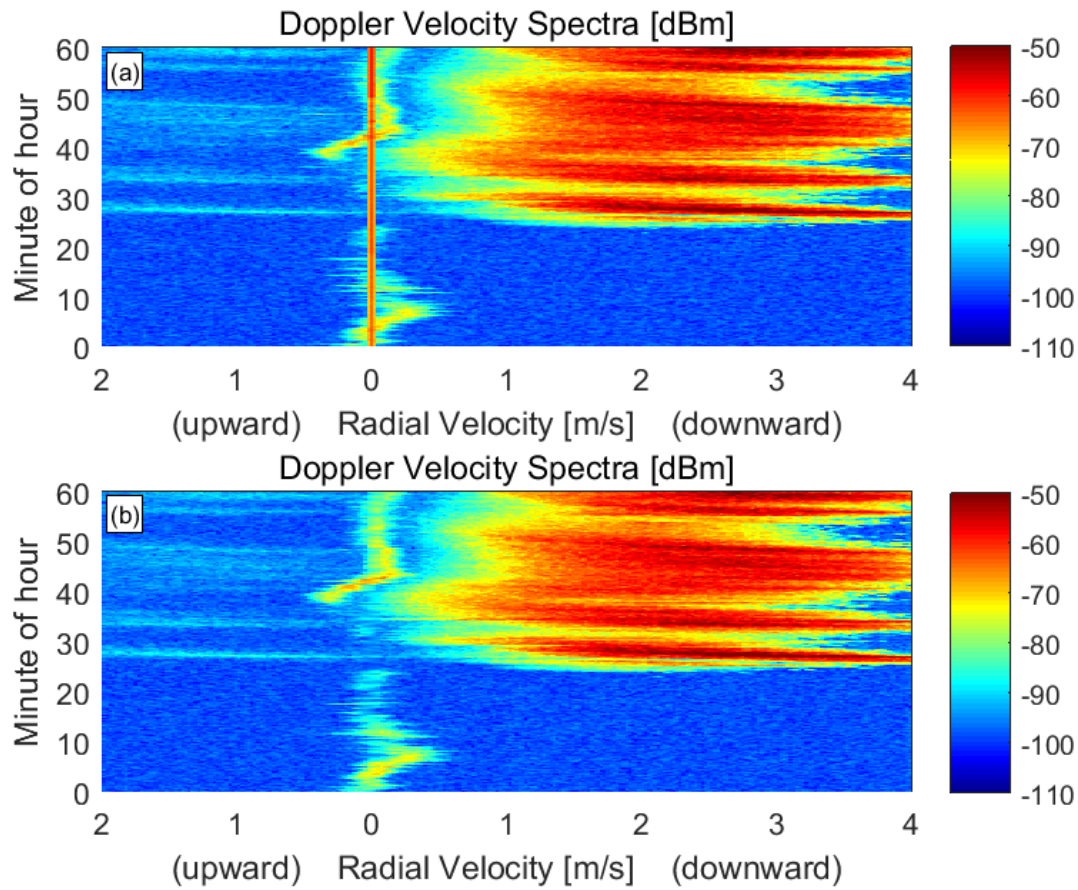 Doppler Velocity Spectra [dBm]
(a)
60
50
40
30
20
10
0
Minute of hour
2 1 0 1 2 3 4
(upward) Radial Velocity [m/s] (downward)
-50
-60
-70
-80
-90
-100
-110
Doppler Velocity Spectra [dBm]
(b)
60
50
40
30
20
10
0
Minute of hour
2 1 0 1 2 3 4
(upward) Radial Velocity [m/s] (downward)
-50
-60
-70
-80
-90
-100
-110